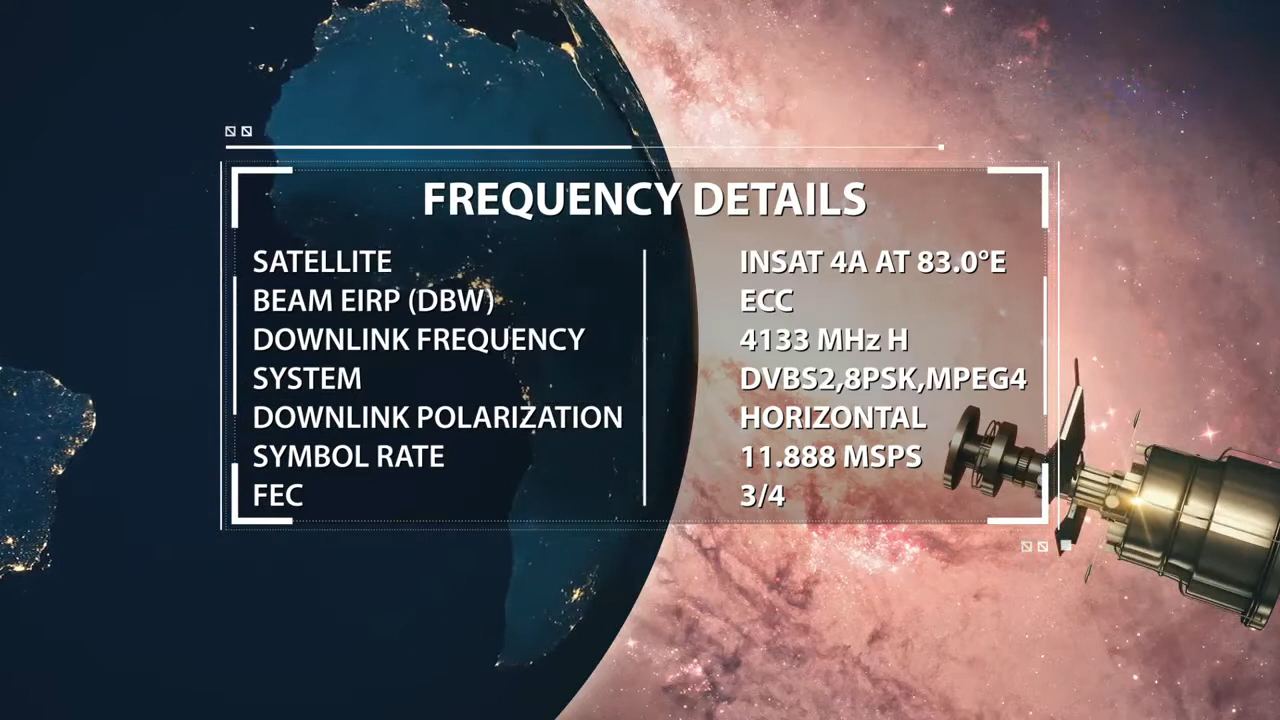 FREQUENCY DETAILS
SATELLITE INSAT 4A AT 83.0°E
BEAM EIRP (DBW) ECC
DOWNLINK FREQUENCY 4133 MHz H
SYSTEM DVBS2,8PSK,MPEG4
DOWNLINK POLARIZATION HORIZONTAL
SYMBOL RATE 11.888 MSPS
FEC 3/4